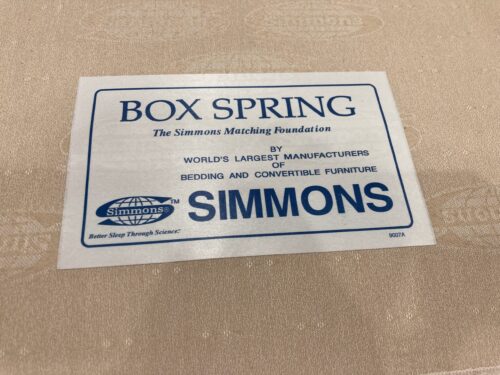 BOX SPRING
The Simmons Matching Foundation
BY
WORLD'S LARGEST MANUFACTURERS
OF
BEDDING AND CONVERTIBLE FURNITURE
Simmons® TM
SIMMONS
Better Sleep Through Science.
9007A
Simmons